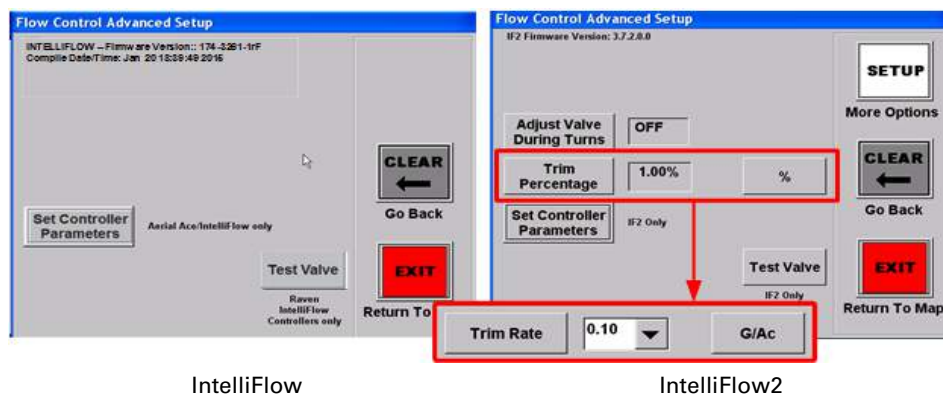 Flow Control Advanced Setup
INTELLIFLOW – Firmware Version:: 174-3261-1rF
Compile Date/Time: Jan 20 18:39:49 2016
CLEAR
Go Back
Set Controller
Parameters
Aerial Ace/IntelliFlow only
Test Valve
Raven
IntelliFlow
Controllers only
EXIT
Return To
Flow Control Advanced Setup
IF2 Firmware Version: 3.7.2.0.0
SETUP
More Options
Adjust Valve
During Turns
OFF
Trim
Percentage
1.00%
%
CLEAR
Go Back
Set Controller
Parameters
IF2 Only
Test Valve
IF2 Only
EXIT
Return To Map
Trim Rate
0.10
G/Ac
IntelliFlow
IntelliFlow2